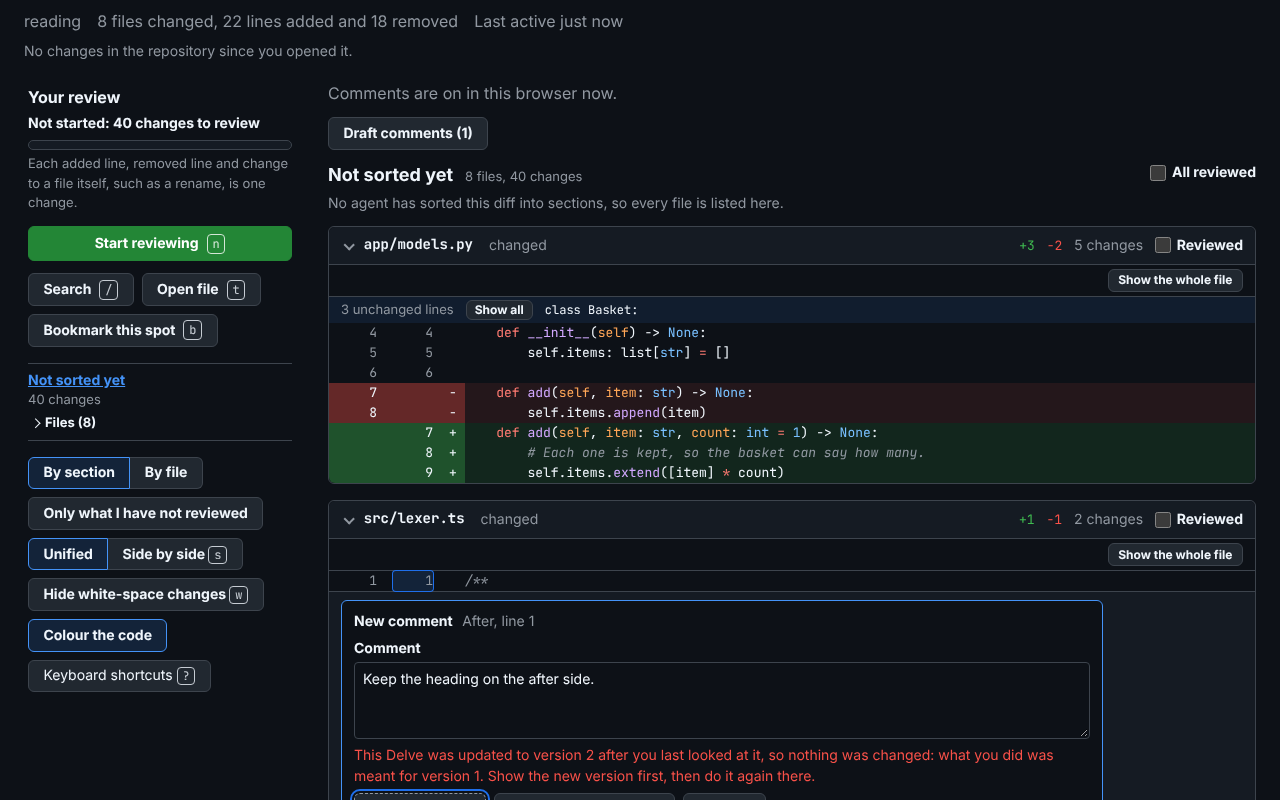 reading 8 files changed, 22 lines added and 18 removed Last active just now
No changes in the repository since you opened it.
Your review
Not started: 40 changes to review
Each added line, removed line and change
to a file itself, such as a rename, is one
change.
Start reviewing n
Search / Open file t
Bookmark this spot b
Not sorted yet
40 changes
Files (8)
By section By file
Only what I have not reviewed
Unified Side by side s
Hide white-space changes w
Colour the code
Keyboard shortcuts ?
Comments are on in this browser now.
Draft comments (1)
Not sorted yet 8 files, 40 changes All reviewed
No agent has sorted this diff into sections, so every file is listed here.
app/models.py changed +3 -2 5 changes Reviewed
Show the whole file
3 unchanged lines Show all class Basket:
4 4 def __init__(self) -> None:
5 5 self.items: list[str] = []
6 6
7 - def add(self, item: str) -> None:
8 - self.items.append(item)
7 + def add(self, item: str, count: int = 1) -> None:
8 + # Each one is kept, so the basket can say how many.
9 + self.items.extend([item] * count)
src/lexer.ts changed +1 -1 2 changes Reviewed
Show the whole file
1 1 /**
New comment After, line 1
Comment
Keep the heading on the after side.
This Delve was updated to version 2 after you last looked at it, so nothing was changed: what you did was
meant for version 1. Show the new version first, then do it again there.